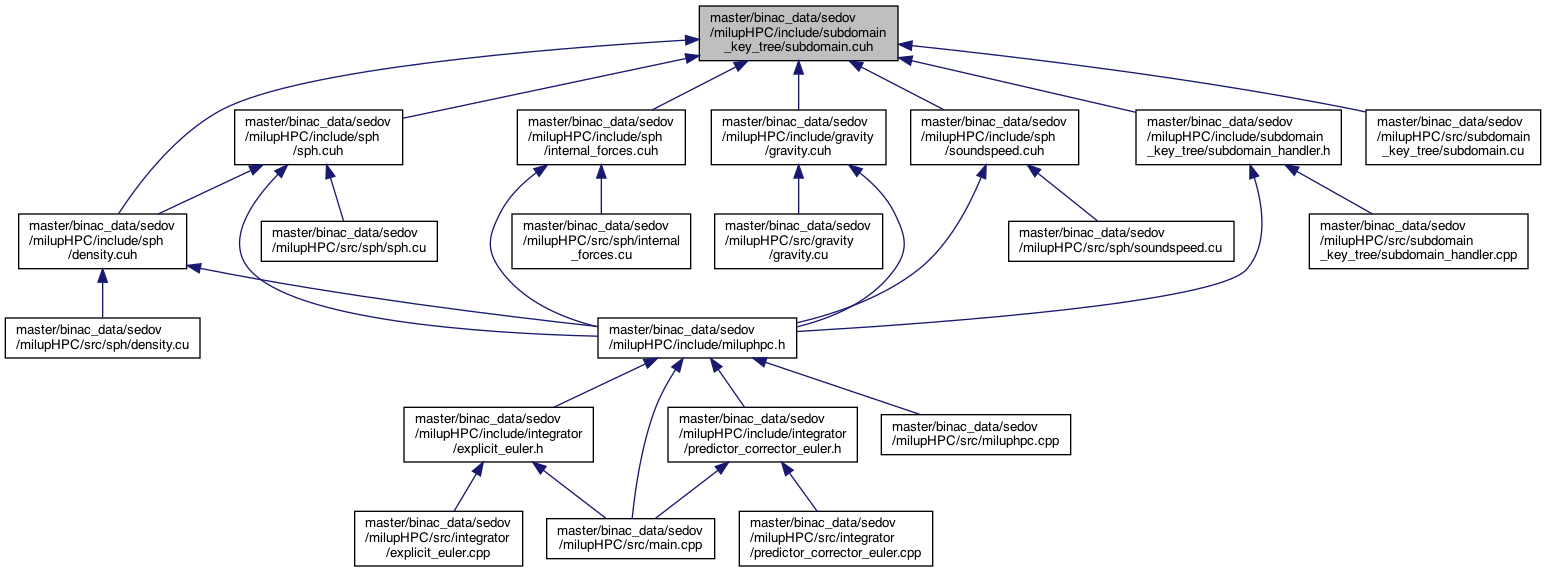 master/binac_data/sedov
/milupHPC/include/subdomain
_key_tree/subdomain.cuh
master/binac_data/sedov
/milupHPC/include/sph
/sph.cuh
master/binac_data/sedov
/milupHPC/include/sph
/internal_forces.cuh
master/binac_data/sedov
/milupHPC/include/gravity
/gravity.cuh
master/binac_data/sedov
/milupHPC/include/sph
/soundspeed.cuh
master/binac_data/sedov
/milupHPC/include/subdomain
_key_tree/subdomain_handler.h
master/binac_data/sedov
/milupHPC/src/subdomain
_key_tree/subdomain.cu
master/binac_data/sedov
/milupHPC/include/sph
/density.cuh
master/binac_data/sedov
/milupHPC/src/sph/sph.cu
master/binac_data/sedov
/milupHPC/src/sph/internal
_forces.cu
master/binac_data/sedov
/milupHPC/src/gravity
/gravity.cu
master/binac_data/sedov
/milupHPC/src/sph/soundspeed.cu
master/binac_data/sedov
/milupHPC/src/subdomain
_key_tree/subdomain_handler.cpp
master/binac_data/sedov
/milupHPC/src/sph/density.cu
master/binac_data/sedov
/milupHPC/include/miluphpc.h
master/binac_data/sedov
/milupHPC/include/integrator
/explicit_euler.h
master/binac_data/sedov
/milupHPC/include/integrator
/predictor_corrector_euler.h
master/binac_data/sedov
/milupHPC/src/miluphpc.cpp
master/binac_data/sedov
/milupHPC/src/integrator
/explicit_euler.cpp
master/binac_data/sedov
/milupHPC/src/main.cpp
master/binac_data/sedov
/milupHPC/src/integrator
/predictor_corrector_euler.cpp